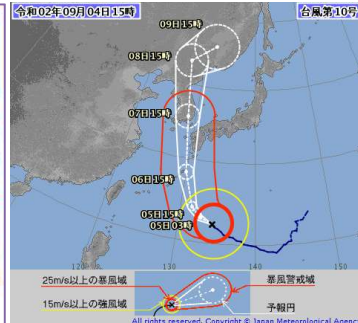 令和02年09月04日15時
台風第10号
09日15時
08日15時
07日15時
06日15時
05日15時
05日03時
120
130
140
150
25m/s以上の暴風域
暴風警戒域
15m/s以上の強風域
予報円
All rights reserved. Copyright © Japan Meteorological Agency